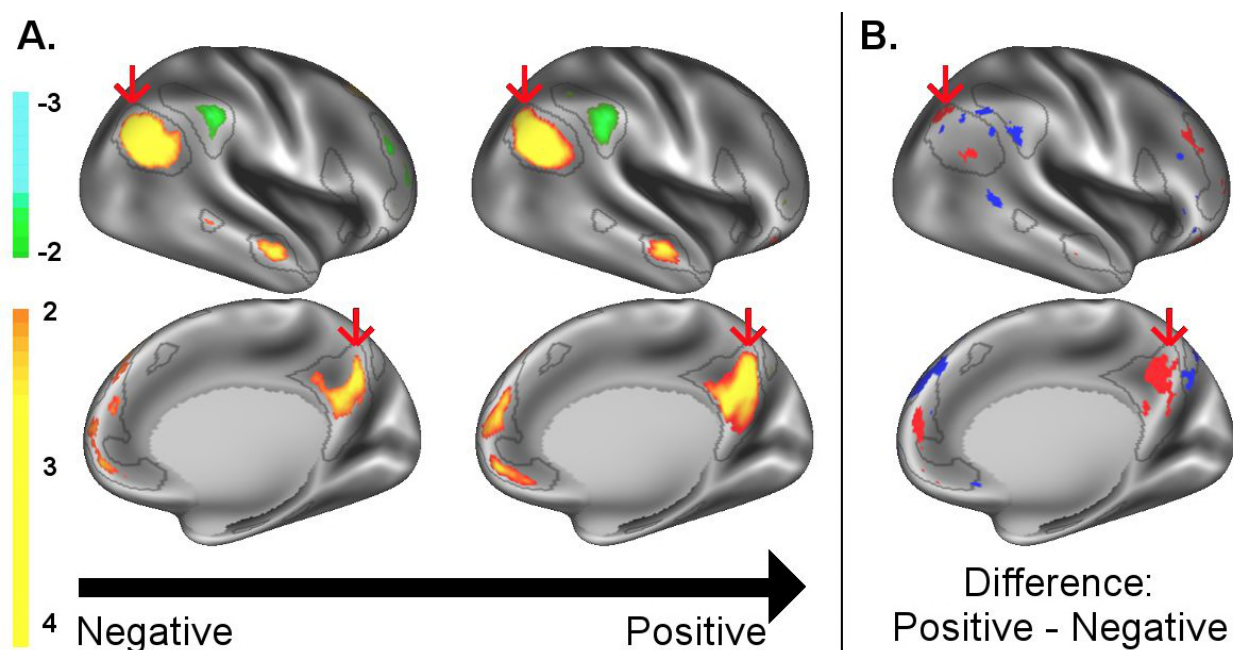 A.
B.
-3
-2
2
3
4
Negative
Positive
Difference:
Positive - Negative